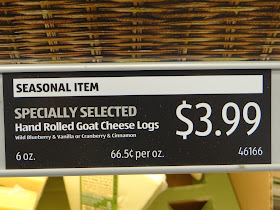 SEASONAL ITEM
SPECIALLY SELECTED
Hand Rolled Goat Cheese Logs
Wild Blueberry & Vanilla or Cranberry & Cinnamon
$3.99
6 oz.
66.5¢ per oz.
46166